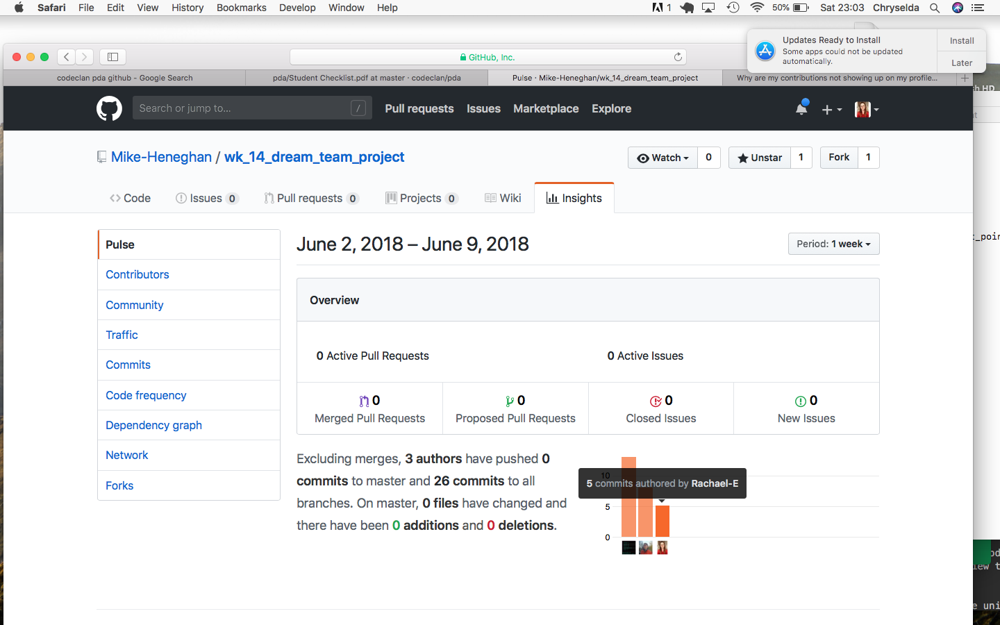 Safari File Edit View History Bookmarks Develop Window Help 1 50% Sat 23:03 Chryselda
Updates Ready to Install
Some apps could not be updated
automatically.
Install
Later
GitHub, Inc.
codeclan pda github - Google Search
pda/Student Checklist.pdf at master · codeclan/pda
Pulse · Mike-Heneghan/wk_14_dream_team_project
Why are my contributions not showing up on my profile...
Search or jump to... /
Pull requests Issues Marketplace Explore
Mike-Heneghan / wk_14_dream_team_project
Watch 0 Unstar 1 Fork 1
Code Issues 0 Pull requests 0 Projects 0 Wiki Insights
Pulse
Contributors
Community
Traffic
Commits
Code frequency
Dependency graph
Network
Forks
June 2, 2018 – June 9, 2018
Period: 1 week
Overview
0 Active Pull Requests
0 Active Issues
0
Merged Pull Requests
0
Proposed Pull Requests
0
Closed Issues
0
New Issues
Excluding merges, 3 authors have pushed 0
commits to master and 26 commits to all
branches. On master, 0 files have changed and
there have been 0 additions and 0 deletions.
10
5 commits authored by Rachael-E
5
0